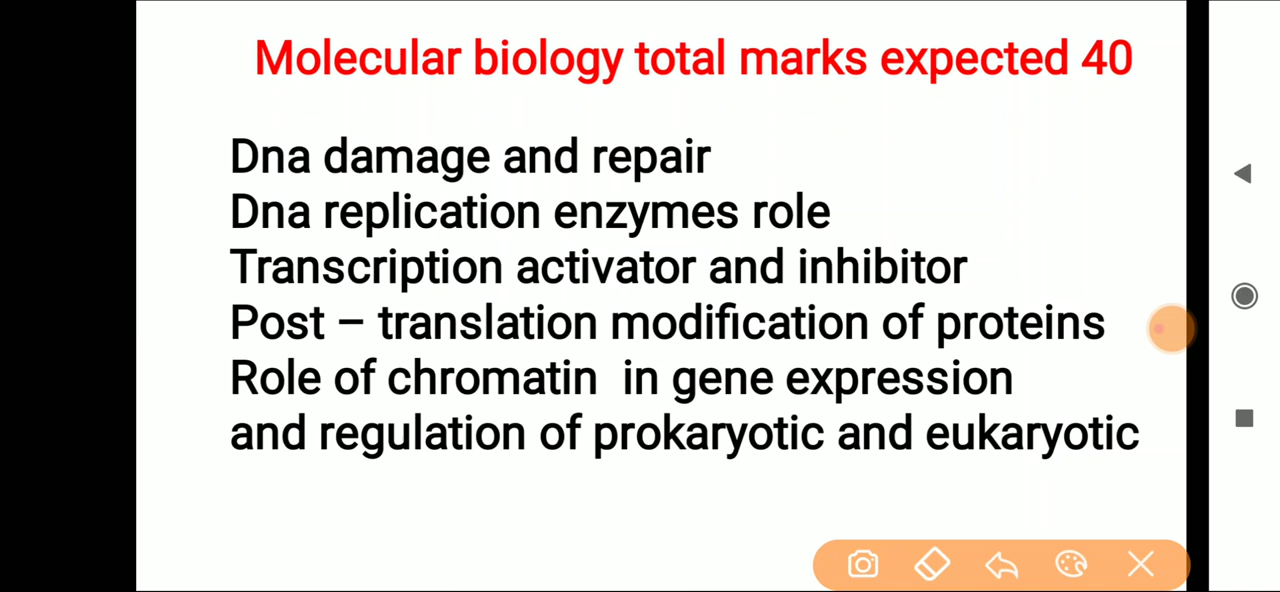 Molecular biology total marks expected 40
Dna damage and repair
Dna replication enzymes role
Transcription activator and inhibitor
Post – translation modification of proteins
Role of chromatin in gene expression
and regulation of prokaryotic and eukaryotic